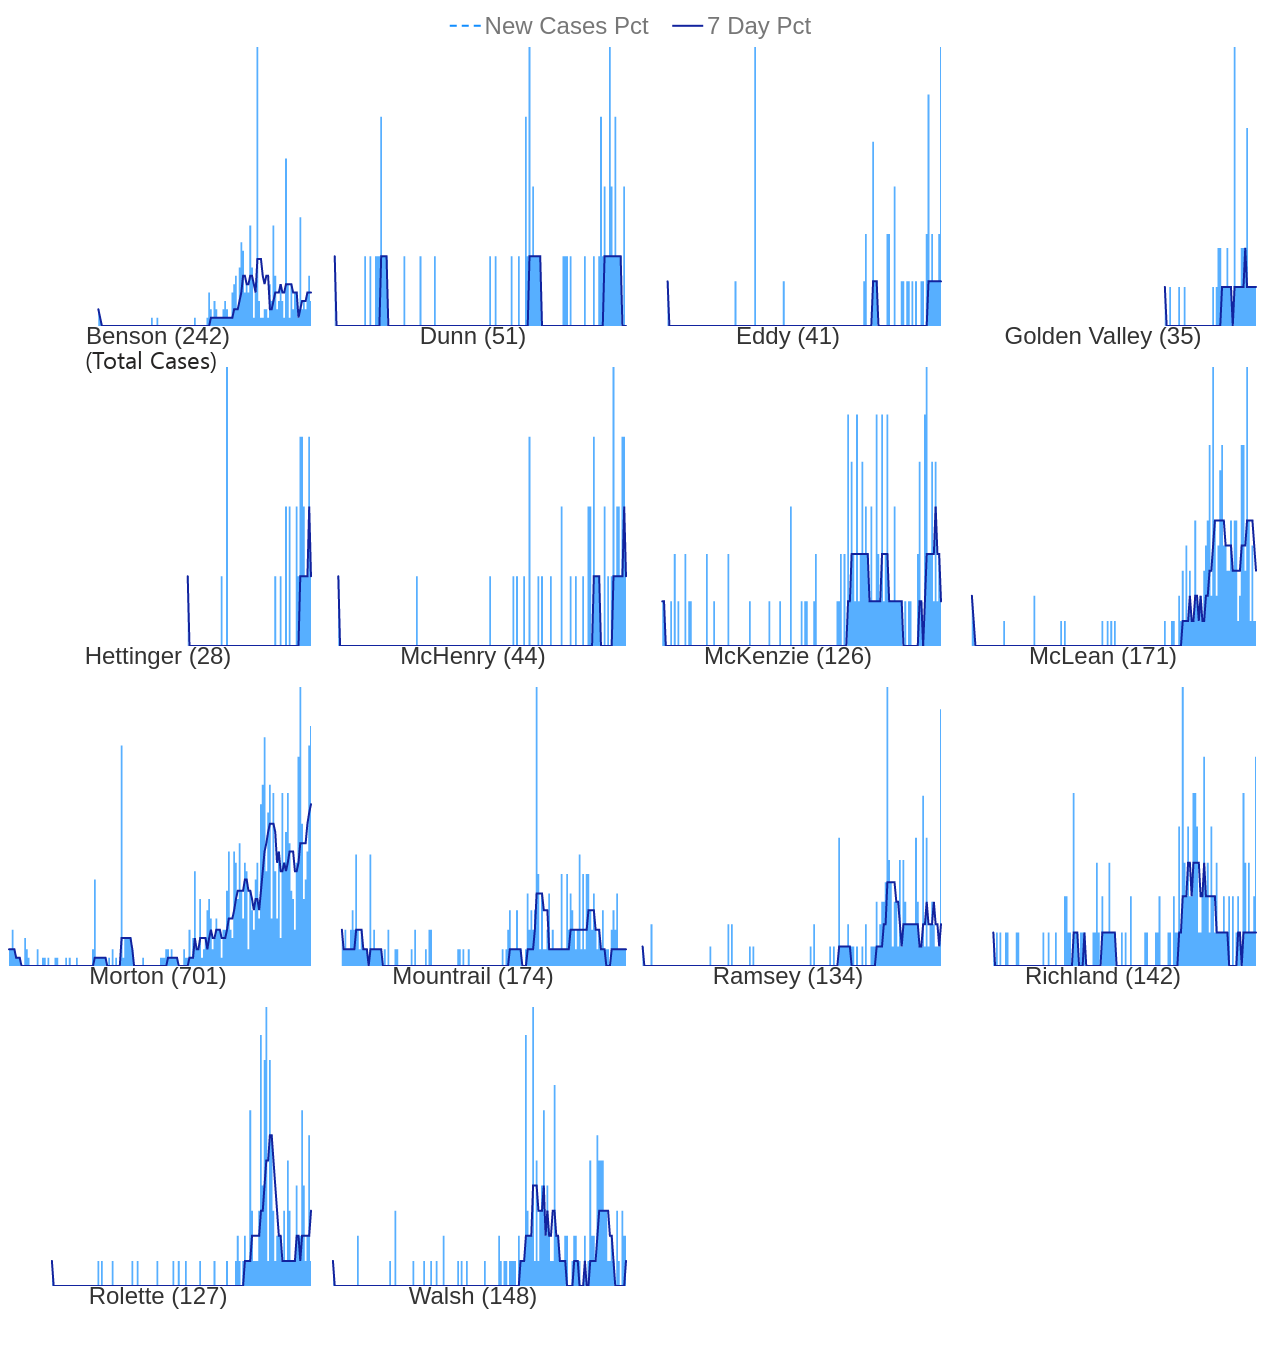 New Cases Pct 7 Day Pct
Benson (242) Dunn (51) Eddy (41) Golden Valley (35)
(Total Cases)
Hettinger (28) McHenry (44) McKenzie (126) McLean (171)
Morton (701) Mountrail (174) Ramsey (134) Richland (142)
Rolette (127) Walsh (148)